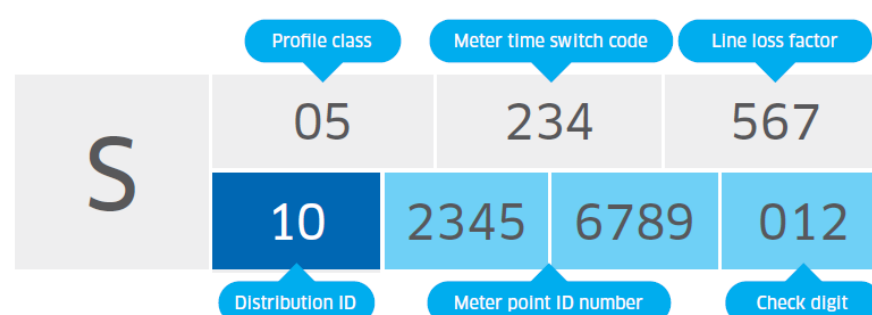 Profile class Meter time switch code Line loss factor
S 05 234 567
10 2345 6789 012
Distribution ID Meter point ID number Check digit